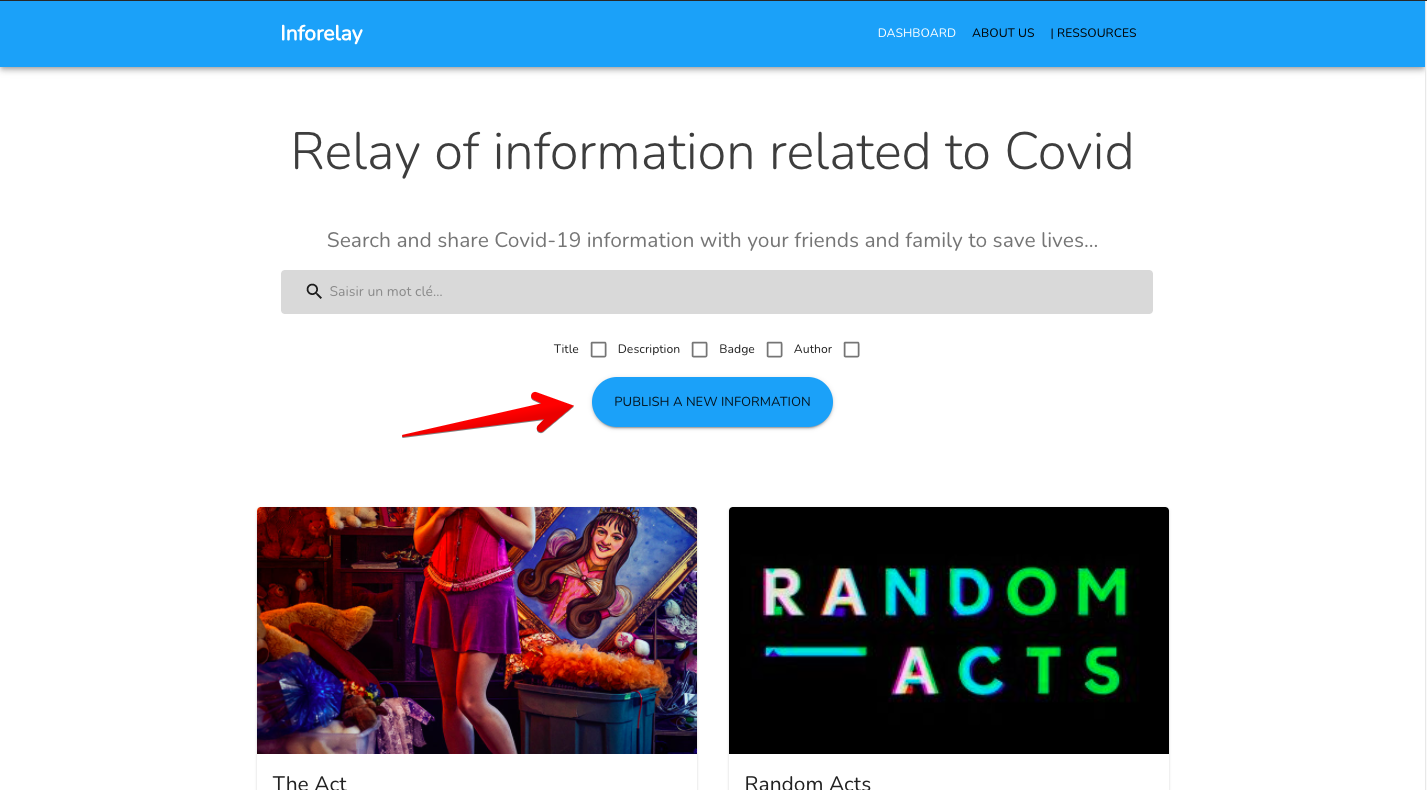 Inforelay
DASHBOARD ABOUT US | RESSOURCES
Relay of information related to Covid
Search and share Covid-19 information with your friends and family to save lives...
Saisir un mot clé...
Title Description Badge Author
PUBLISH A NEW INFORMATION
RANDOM
ACTS
The Act
Random Acts